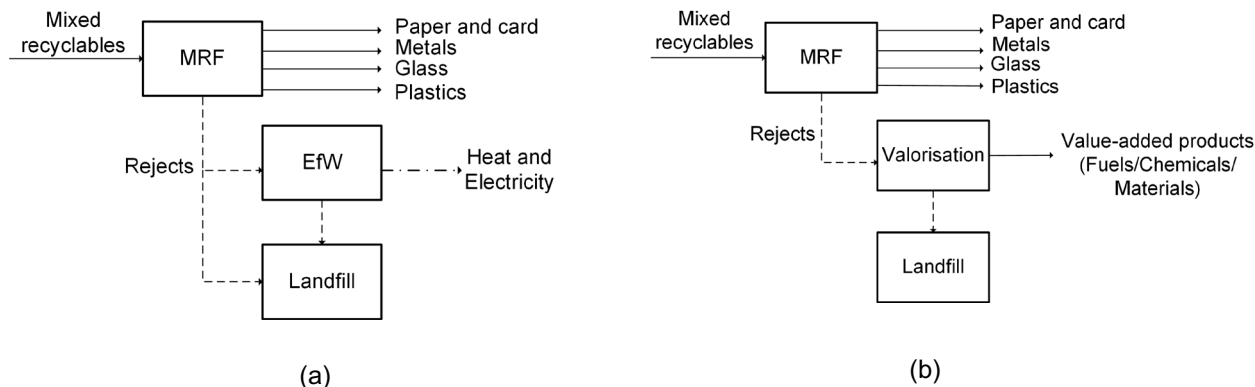 Mixed
recyclables
MRF
Paper and card
Metals
Glass
Plastics
Rejects
EfW
Heat and
Electricity
Landfill
(a)
Mixed
recyclables
MRF
Paper and card
Metals
Glass
Plastics
Rejects
Valorisation
Value-added products
(Fuels/Chemicals/
Materials)
Landfill
(b)